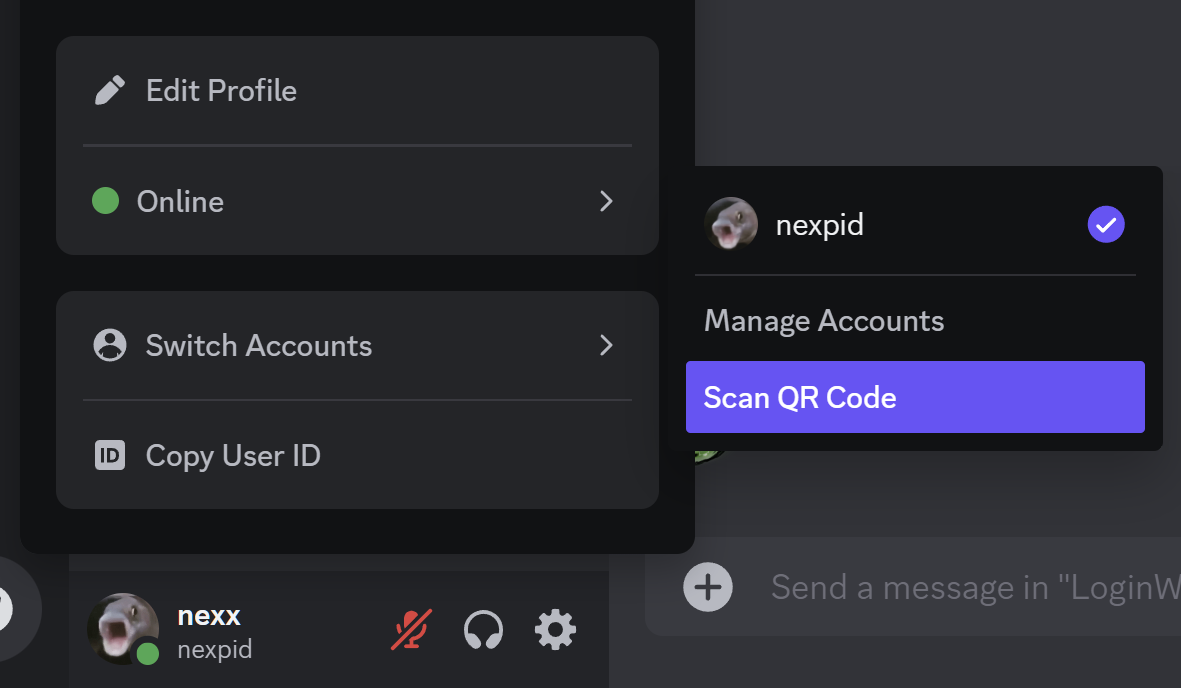 Edit Profile
Online
nexpid
Switch Accounts
Manage Accounts
Scan QR Code
ID Copy User ID
Send a message in "LoginW
nexx
nexpid